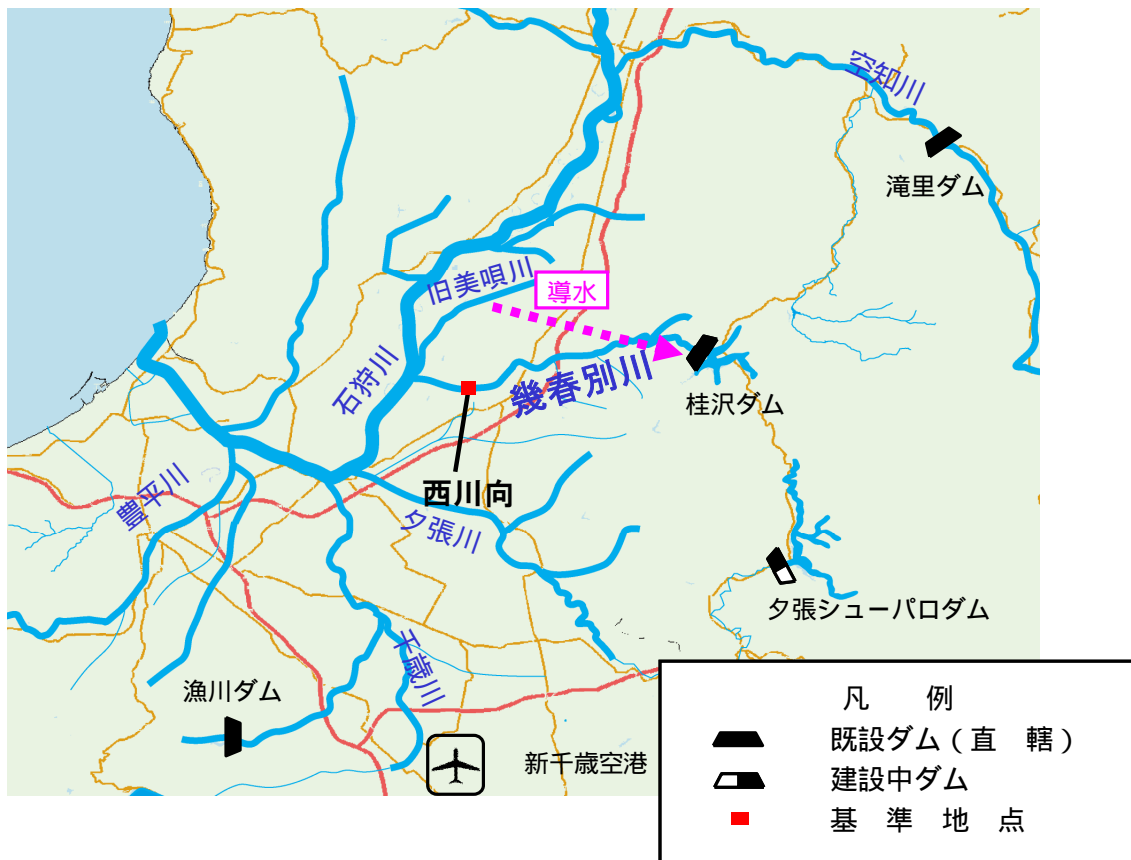 空知川
滝里ダム
旧美唄川
導水
石狩川
幾春別川
桂沢ダム
西川向
豊平川
夕張川
夕張シューパロダム
千歳川
漁川ダム
新千歳空港
凡 例
既設ダム(直 轄)
建設中ダム
基 準 地 点